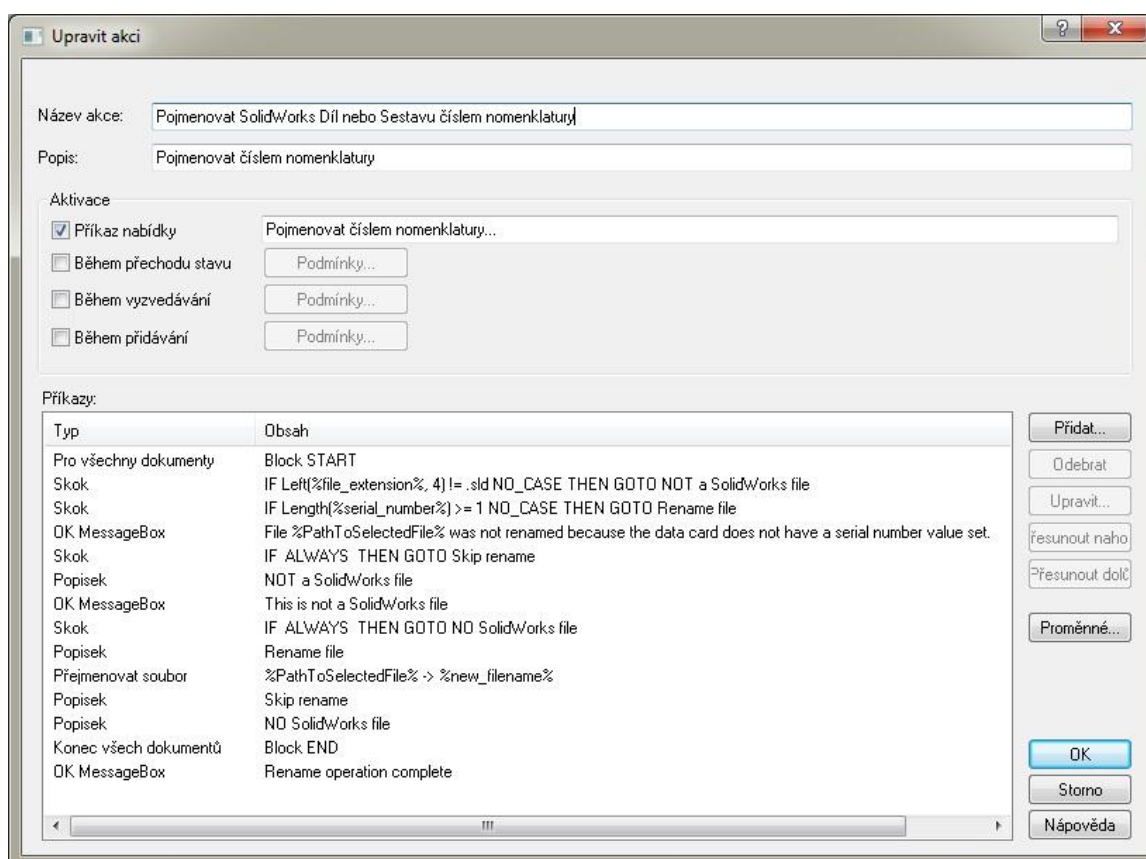 Upravit akci
Název akce: Pojmenovat SolidWorks Díl nebo Sestavu číslem nomenklatury
Popis: Pojmenovat číslem nomenklatury
Aktivace
Příkaz nabídky Pojmenovat číslem nomenklatury...
Během přechodu stavu Podmínky...
Během vyzvedávání Podmínky...
Během přidávání Podmínky...
Příkazy:
Typ Obsah
Pro všechny dokumenty Block START
Skok IF Left(%file_extension%, 4) != .sld NO_CASE THEN GOTO NOT a SolidWorks file
Skok IF Length(%serial_number%) >= 1 NO_CASE THEN GOTO Rename file
OK MessageBox File %PathToSelectedFile% was not renamed because the data card does not have a serial number value set.
Skok IF ALWAYS THEN GOTO Skip rename
Popisek NOT a SolidWorks file
OK MessageBox This is not a SolidWorks file
Skok IF ALWAYS THEN GOTO NO SolidWorks file
Popisek Rename file
Přejmenovat soubor %PathToSelectedFile% -> %new_filename%
Popisek Skip rename
Popisek NO SolidWorks file
Konec všech dokumentů Block END
OK MessageBox Rename operation complete
Přidat...
Odebrat
Upravit...
řesunout naho
Přesunout dolů
Proměnné...
OK
Storno
Nápověda